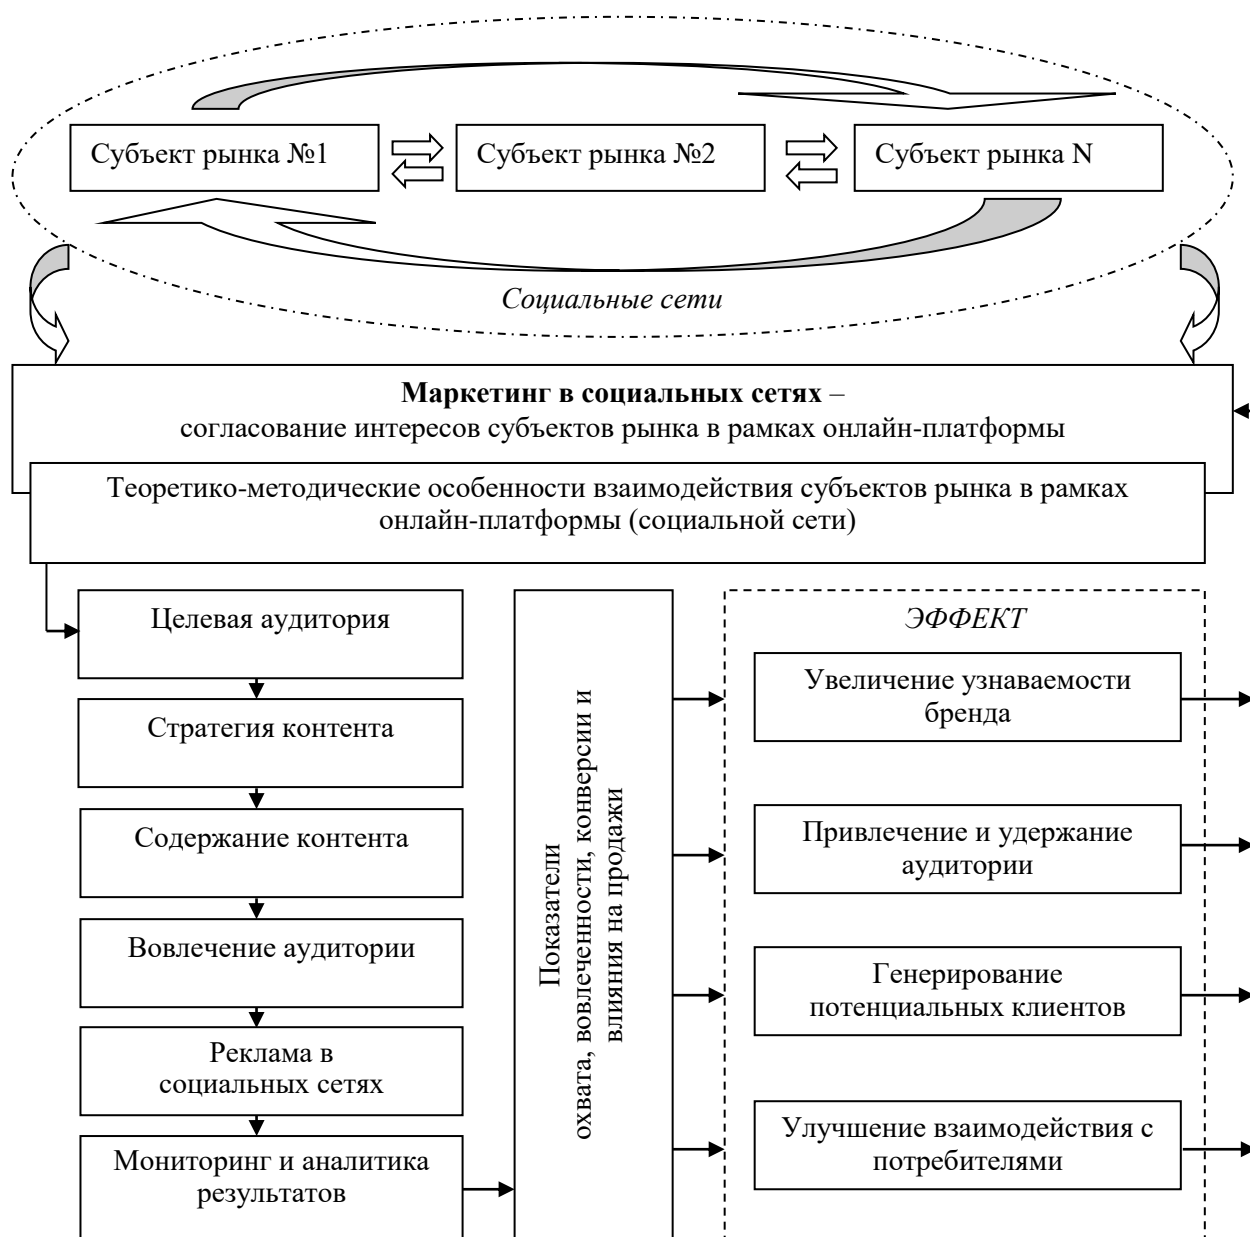 Субъект рынка №1
Субъект рынка №2
Субъект рынка N
Социальные сети
Маркетинг в социальных сетях –
согласование интересов субъектов рынка в рамках онлайн-платформы
Теоретико-методические особенности взаимодействия субъектов рынка в рамках
онлайн-платформы (социальной сети)
Целевая аудитория
Стратегия контента
Содержание контента
Вовлечение аудитории
Реклама в
социальных сетях
Мониторинг и аналитика
результатов
Показатели
охвата, вовлеченности, конверсии и
влияния на продажи
ЭФФЕКТ
Увеличение узнаваемости
бренда
Привлечение и удержание
аудитории
Генерирование
потенциальных клиентов
Улучшение взаимодействия с
потребителями